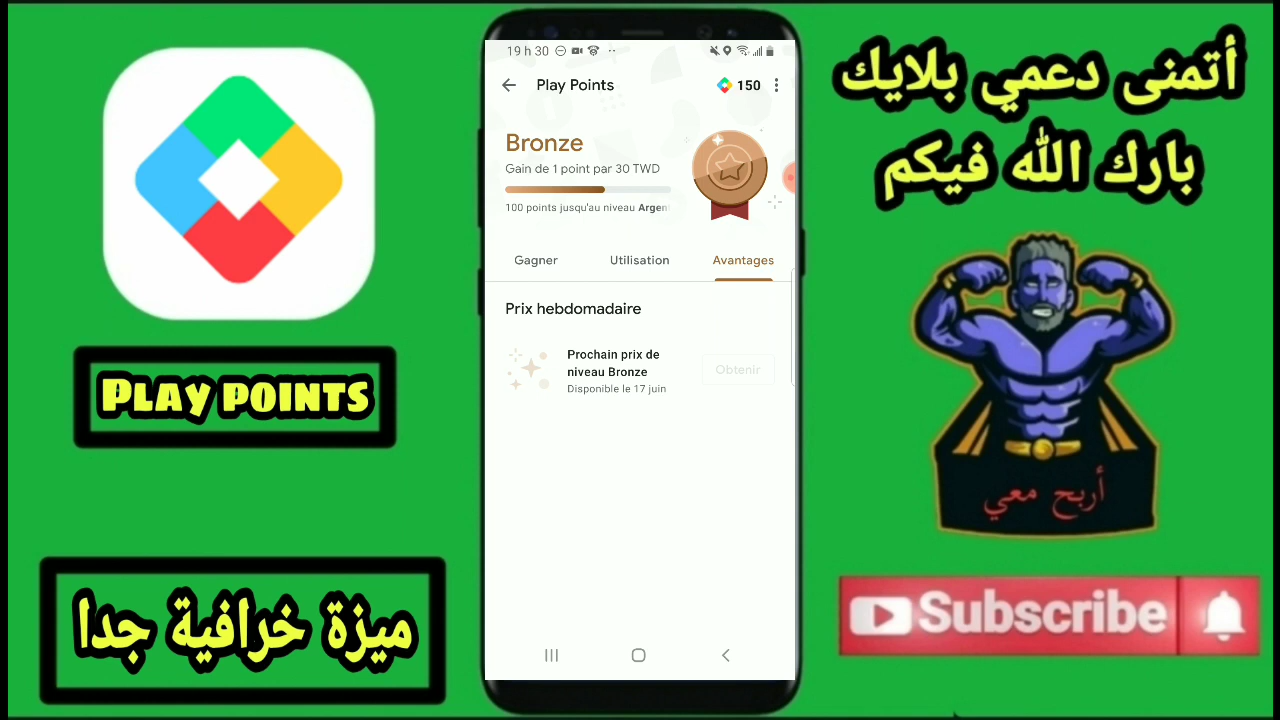 PLAY POINTS
ميزة خرافية جدا
19 h 30
Play Points
150
Bronze
Gain de 1 point par 30 TWD
100 points jusqu'au niveau Argen
Gagner
Utilisation
Avantages
Prix hebdomadaire
Prochain prix de
niveau Bronze
Disponible le 17 juin
Obtenir
أتمنى دعمي بلايك
بارك الله فيكم
أربح معي
Subscribe